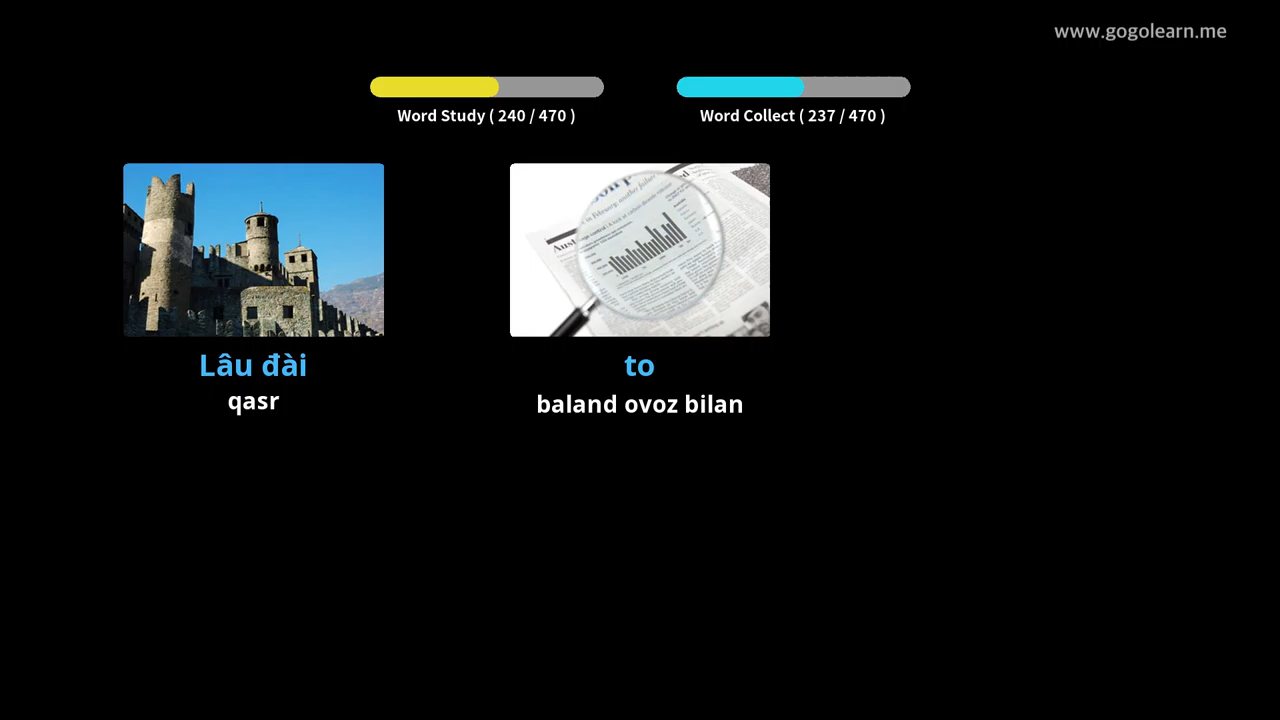 www.gogolearn.me
Word Study ( 240 / 470 )
Word Collect ( 237 / 470 )
Lâu đài
qasr
to
baland ovoz bilan